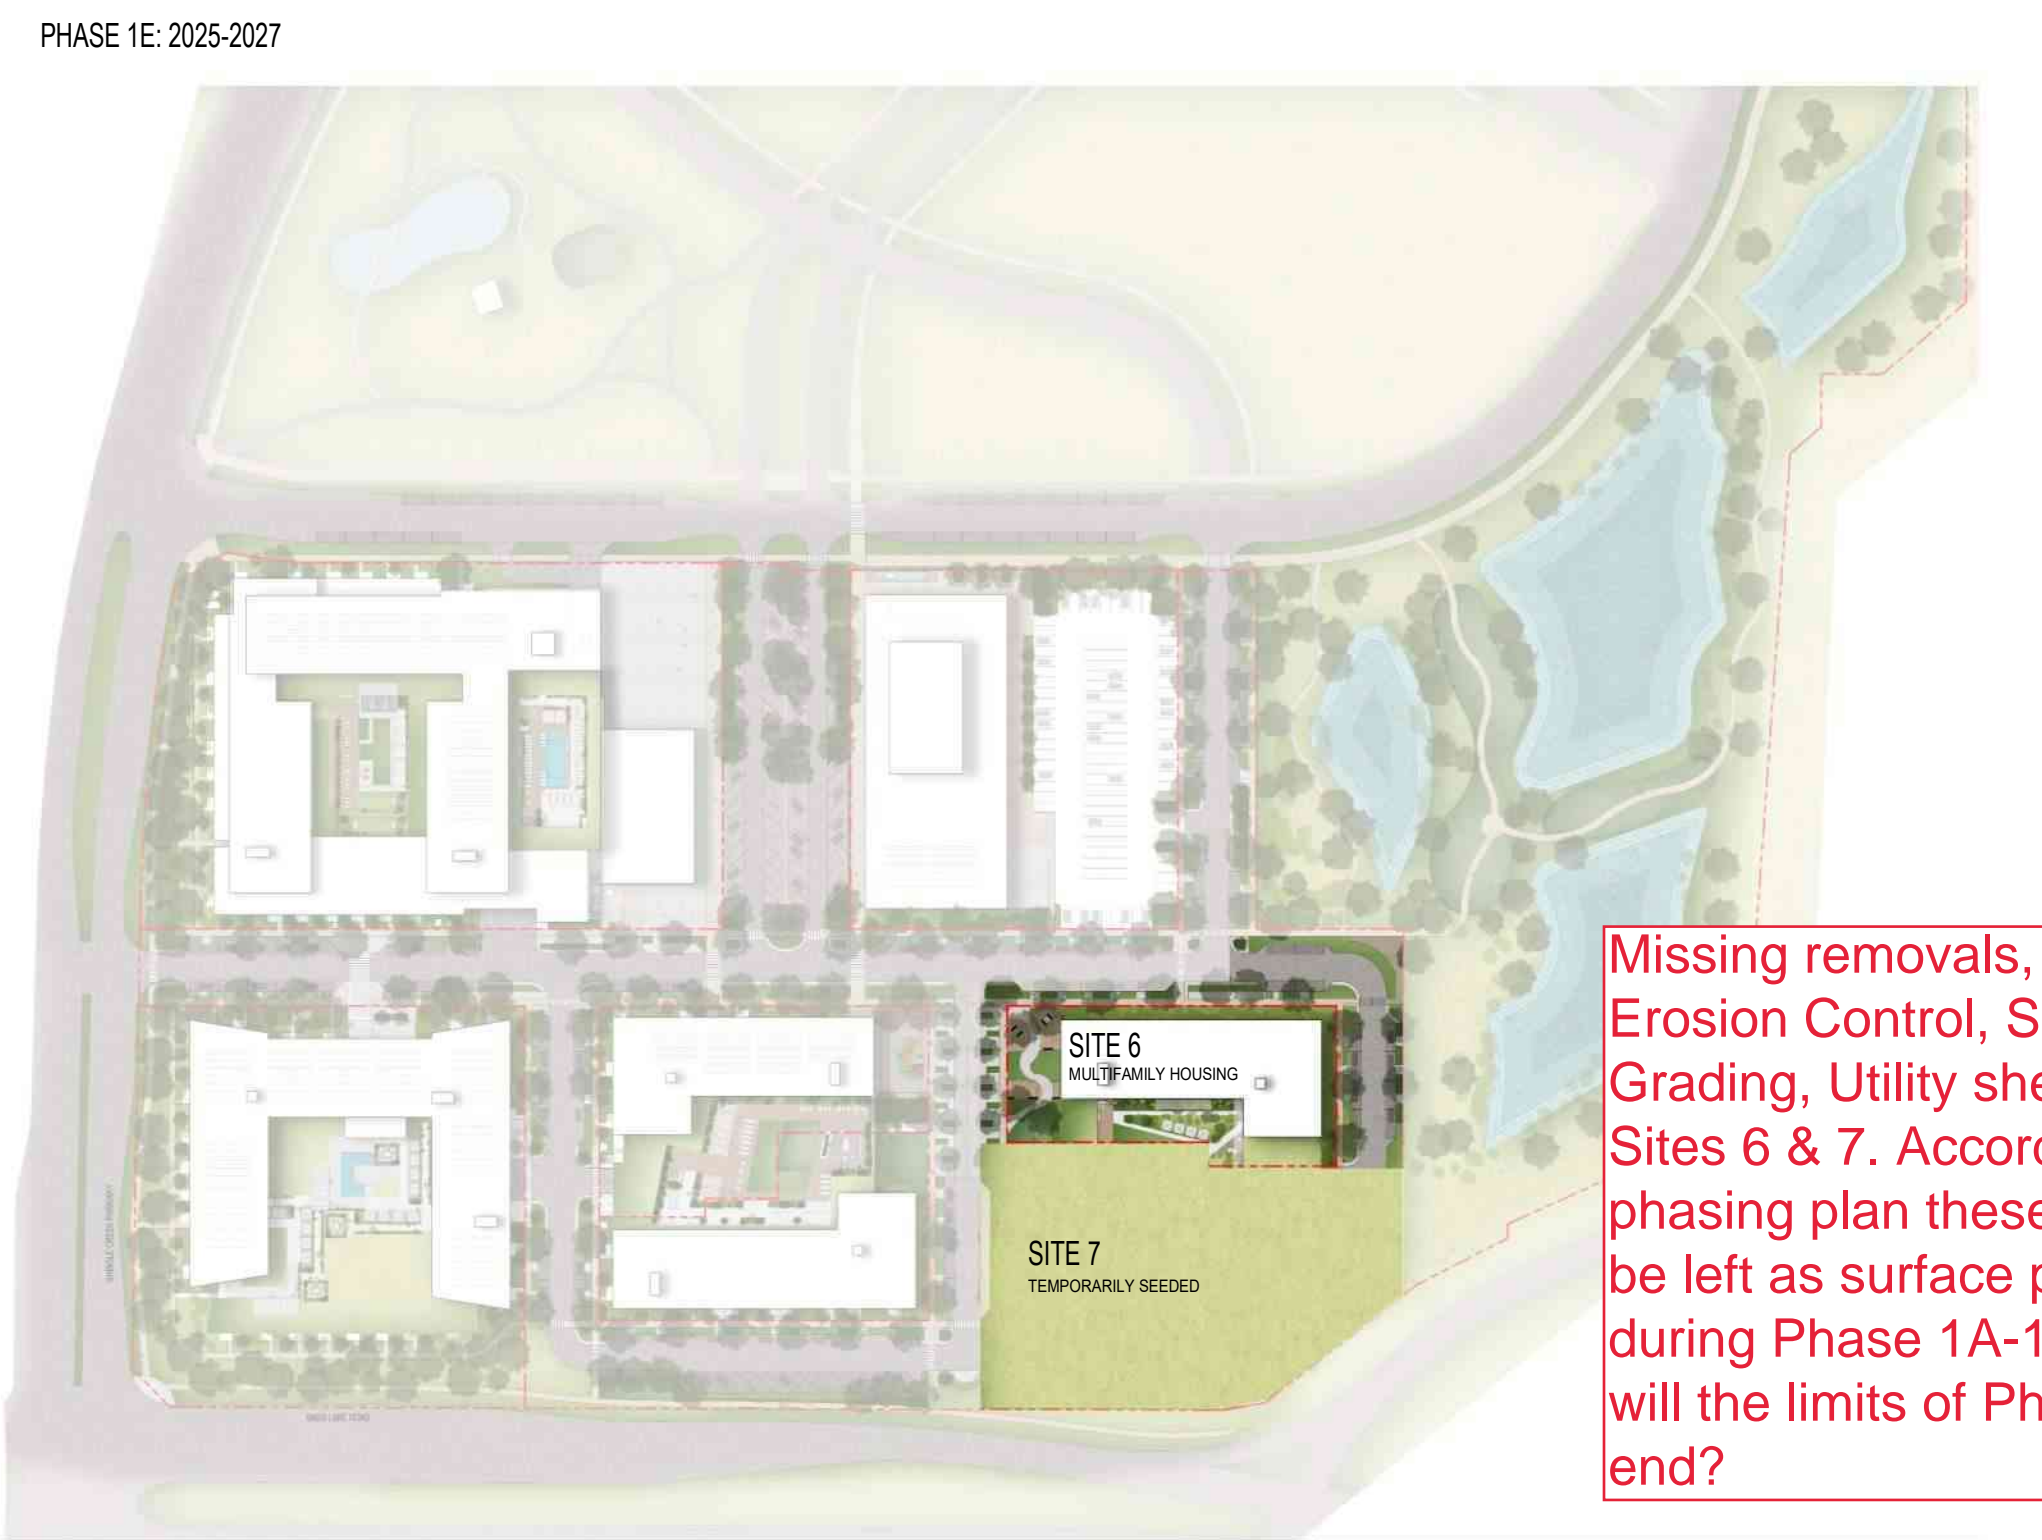 PHASE 1E: 2025-2027
Missing removals,
Erosion Control, S
Grading, Utility she
Sites 6 & 7. Accord
phasing plan these
be left as surface p
during Phase 1A-1
will the limits of Ph
end?
SITE 6
MULTIFAMILY HOUSING
SITE 7
TEMPORARILY SEEDED